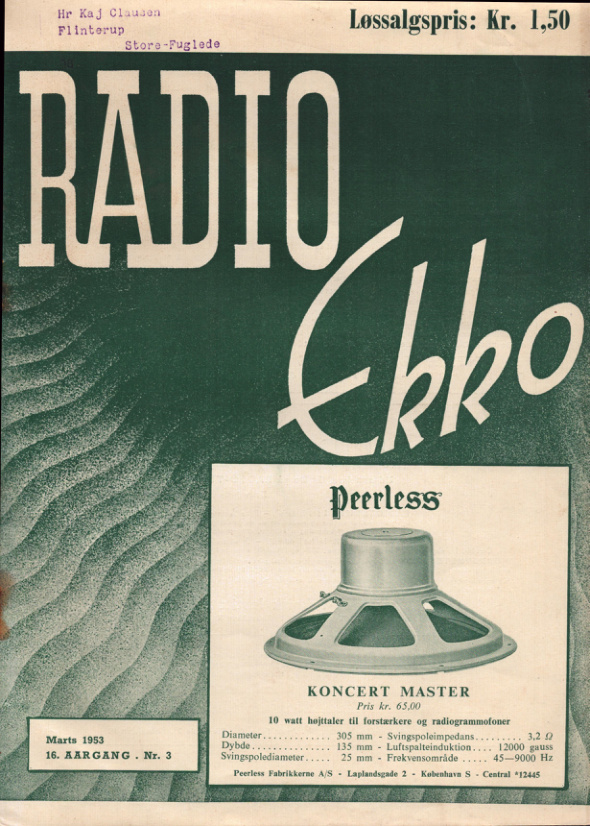 Hr Kaj Clausen
Flinterup
Store-Fuglede
Løssalgspris: Kr. 1,50
RADIO
Ekko
Peerless
KONCERT MASTER
Pris kr. 65,00
10 watt højttaler til forstærkere og radiogrammofoner
Diameter............. 305 mm - Svingspoleimpedans......... 3,2 Ω
Dybde............... 135 mm - Luftspalteinduktion.... 12000 gauss
Svingspolediameter..... 25 mm - Frekvensområde ..... 45—9000 Hz
Peerless Fabrikkerne A/S - Laplandsgade 2 - København S - Central *12445
Marts 1953
16. AARGANG . Nr. 3